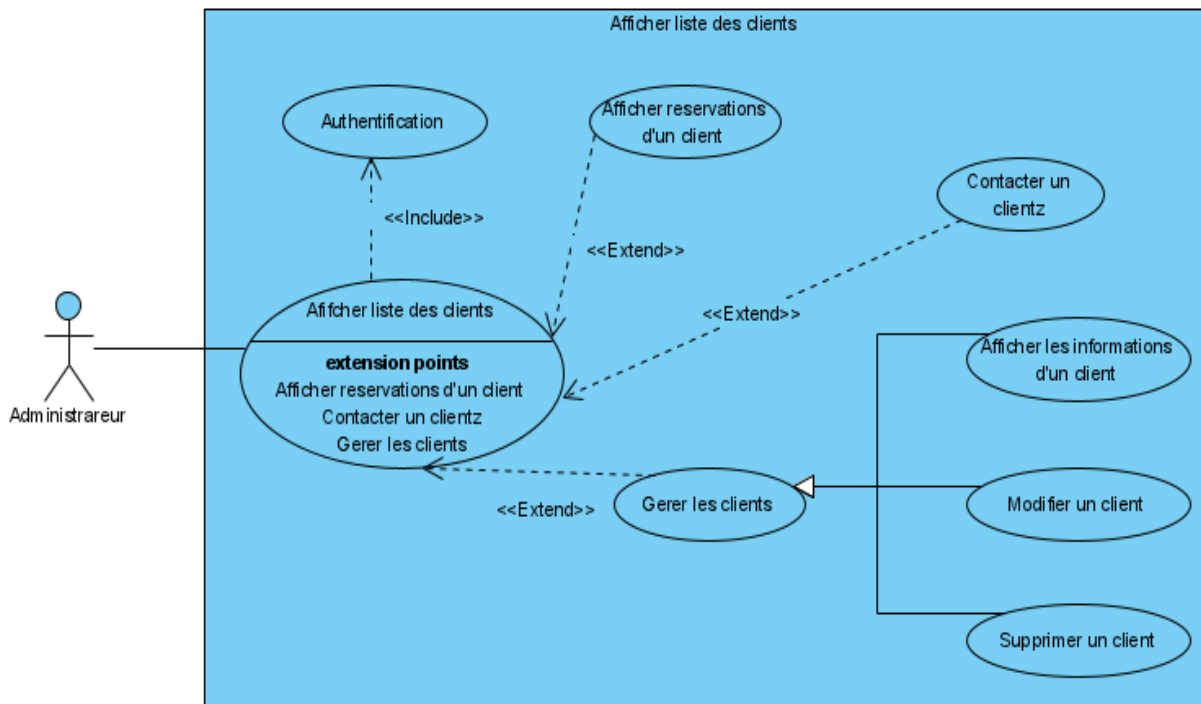 Afficher liste des clients
Authentification
Afficher reservations
d'un client
Contacter un
clientz
<<Include>>
<<Extend>>
<<Extend>>
Afifcher liste des clients
extension points
Afficher reservations d'un client
Contacter un clientz
Gerer les clients
Administrareur
Afficher les informations
d'un client
<<Extend>>
Gerer les clients
Modifier un client
Supprimer un client